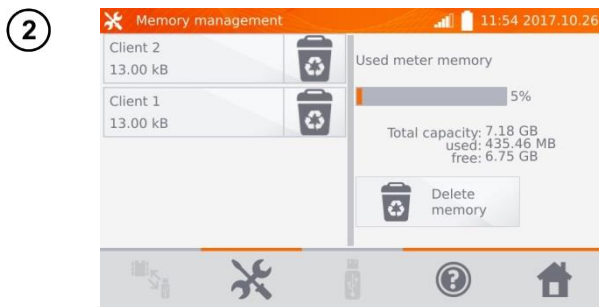 2
Memory management
11:54 2017.10.26
Client 2
13.00 kB
Client 1
13.00 kB
Used meter memory
5%
Total capacity: 7.18 GB
used: 435.46 MB
free: 6.75 GB
Delete
memory
?